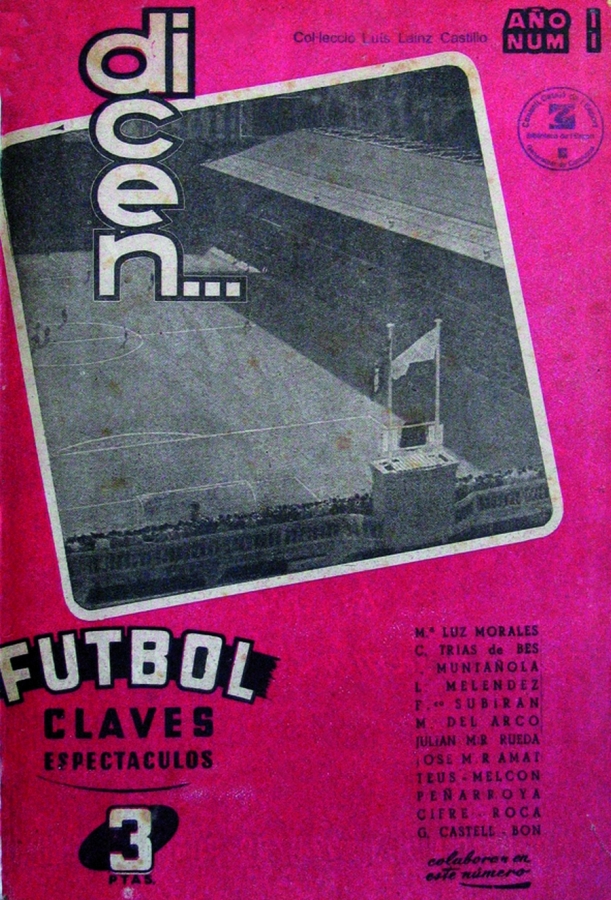 Col·lecció Luis Lainz Castillo
AÑO 1
NUM 1
dicen...
FUTBOL
CLAVES
ESPECTACULOS
3
PTAS.
M.ª LUZ MORALES
C. TRIAS de BES
MUNTAÑOLA
L. MELENDEZ
F.co SUBIRAN
M. DEL ARCO
JULIAN M.R. RUEDA
JOSE M.R. AMAT
TEUS - MELCON
PEÑARROYA
CIFRE - ROCA
G. CASTELL - BON
colaboran en
este número